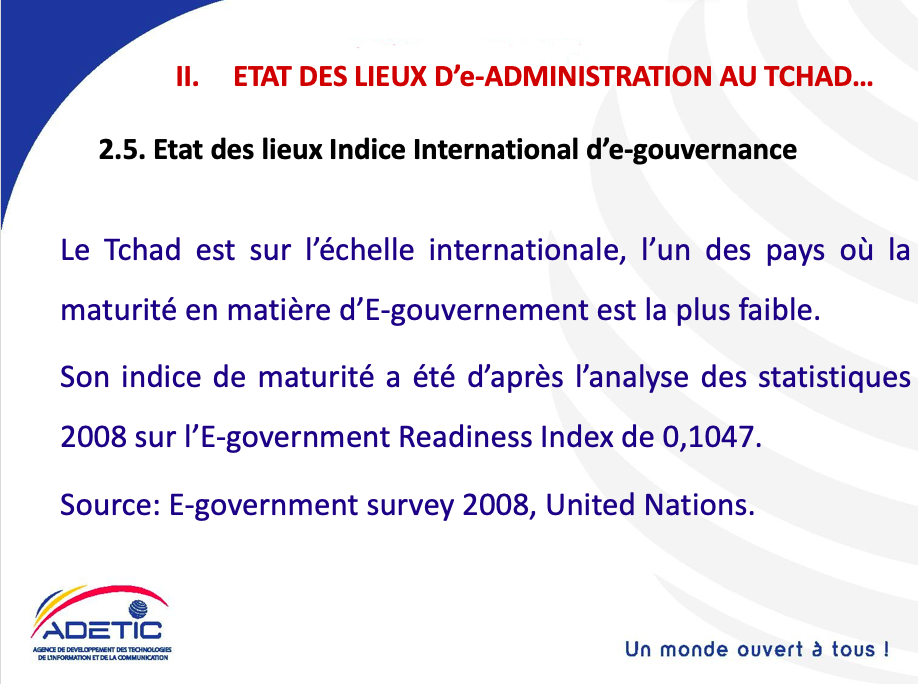 II. ETAT DES LIEUX D’e-ADMINISTRATION AU TCHAD…
2.5. Etat des lieux Indice International d’e-gouvernance
Le Tchad est sur l’échelle internationale, l’un des pays où la
maturité en matière d’E-gouvernement est la plus faible.
Son indice de maturité a été d’après l’analyse des statistiques
2008 sur l’E-government Readiness Index de 0,1047.
Source: E-government survey 2008, United Nations.
ADETIC
AGENCE DE DEVELOPPEMENT DES TECHNOLOGIES
DE L'INFORMATION ET DE LA COMMUNICATION
Un monde ouvert à tous !